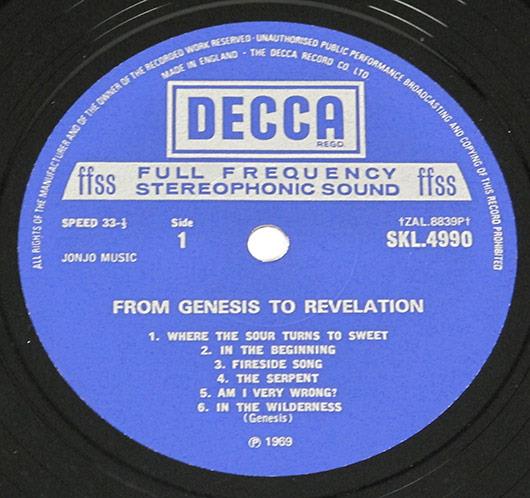 ALL RIGHTS OF THE MANUFACTURER AND OF THE OWNER OF THE RECORDED WORK RESERVED · UNAUTHORISED PUBLIC PERFORMANCE BROADCASTING AND COPYING OF THIS RECORD PROHIBITED
MADE IN ENGLAND · THE DECCA RECORD CO. LTD
DECCA
REGD.
ffss FULL FREQUENCY ffss
STEREOPHONIC SOUND
SPEED 33-⅓ Side †ZAL.8839P†
1 SKL.4990
JONJO MUSIC
FROM GENESIS TO REVELATION
1. WHERE THE SOUR TURNS TO SWEET
2. IN THE BEGINNING
3. FIRESIDE SONG
4. THE SERPENT
5. AM I VERY WRONG?
6. IN THE WILDERNESS
(Genesis)
℗ 1969